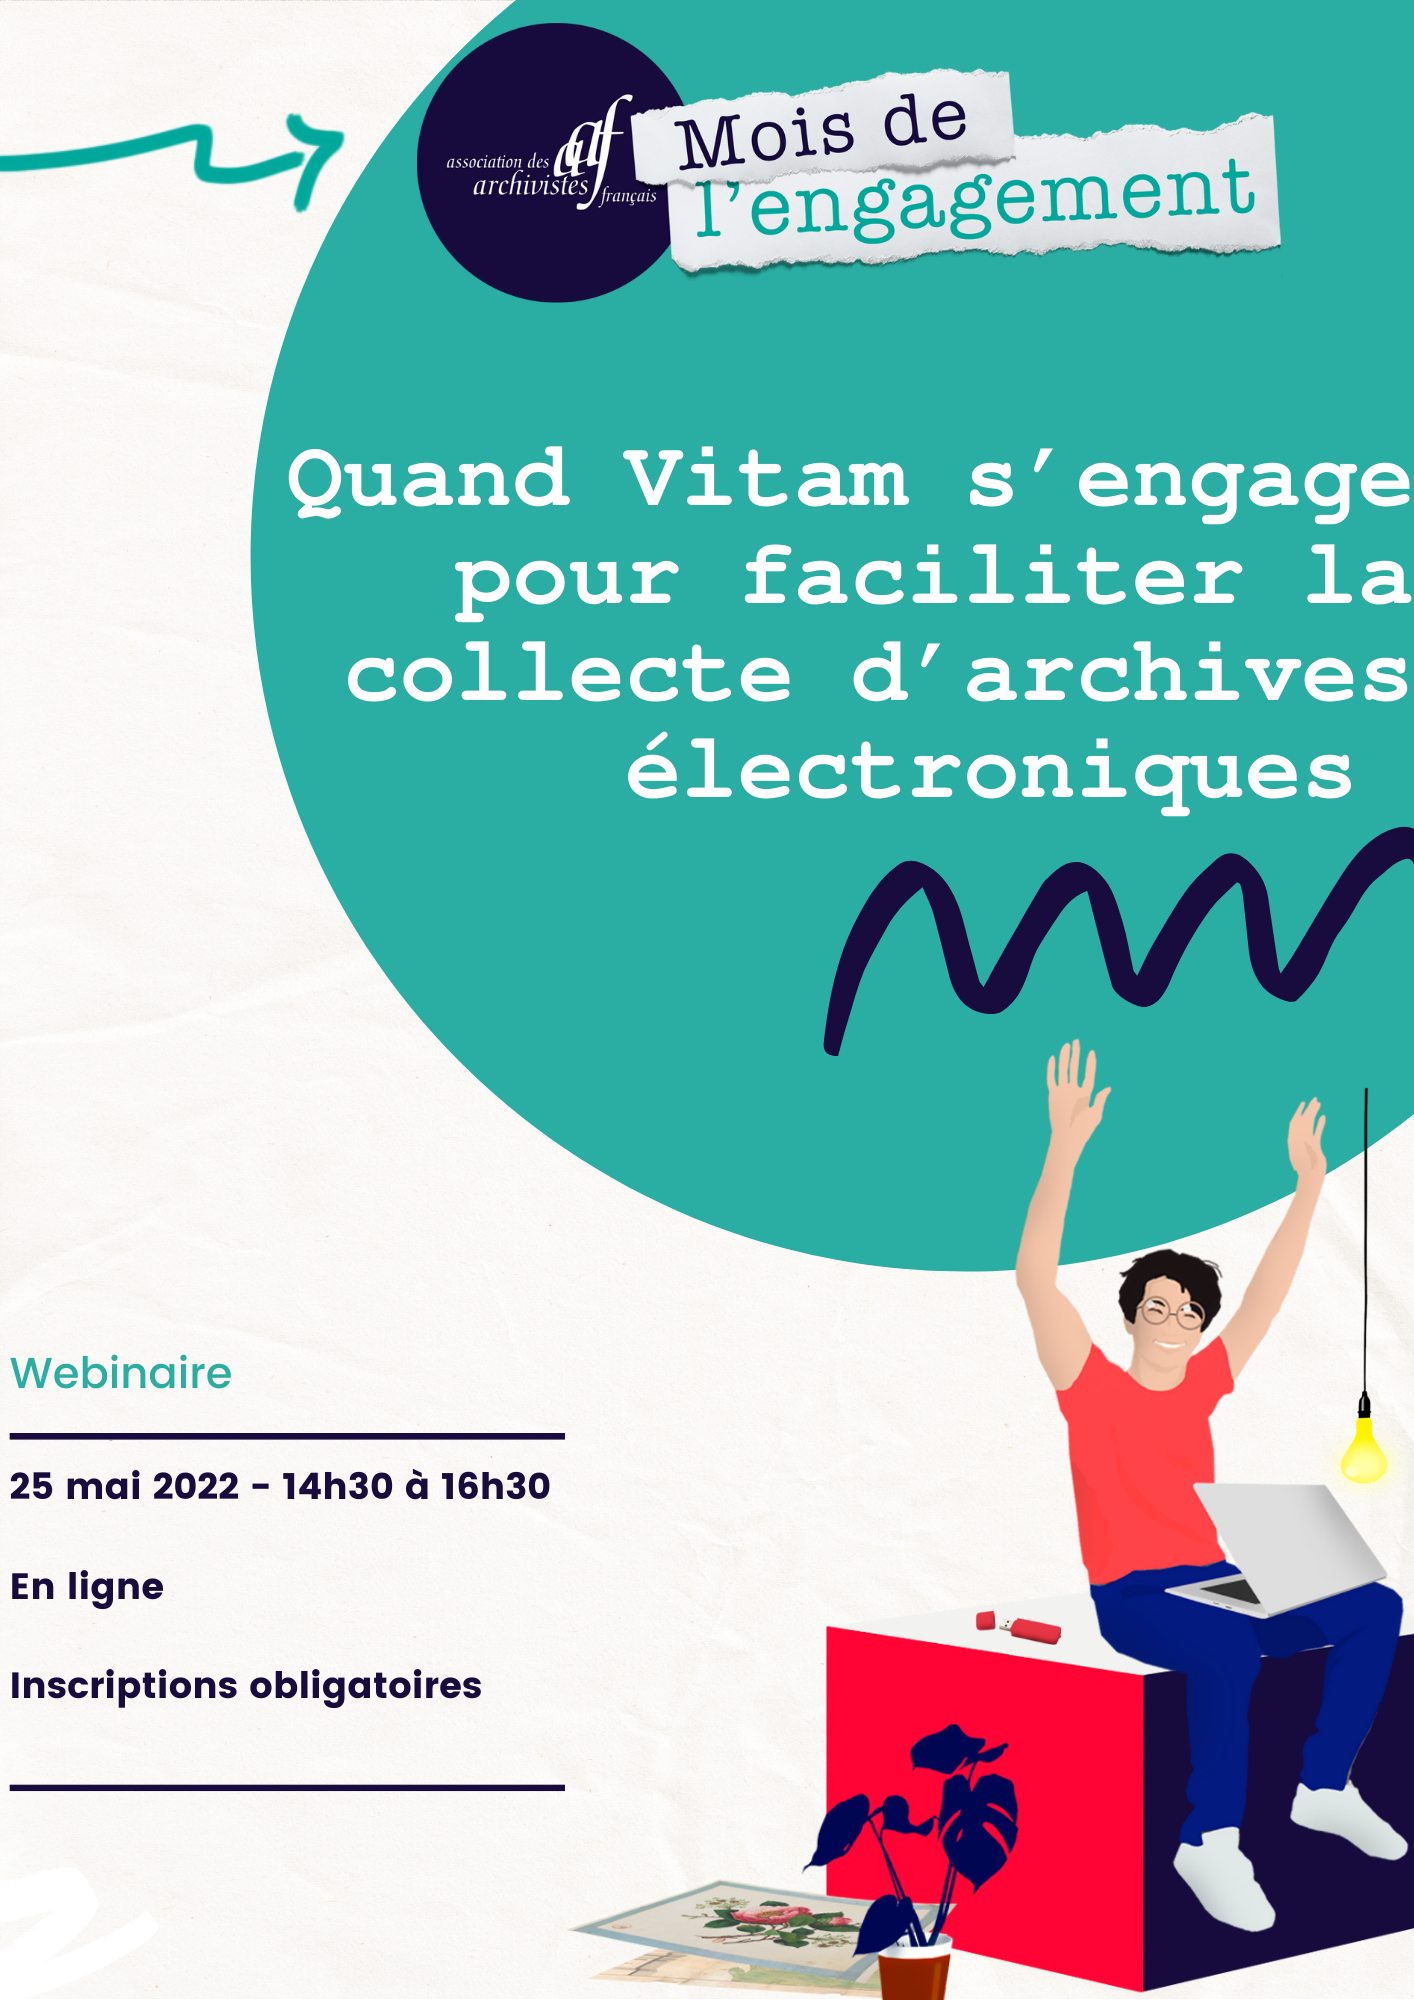 association des
archivistes
français
aaf
Mois de
l’engagement
Quand Vitam s’engage
pour faciliter la
collecte d’archives
électroniques
Webinaire
25 mai 2022 - 14h30 à 16h30
En ligne
Inscriptions obligatoires